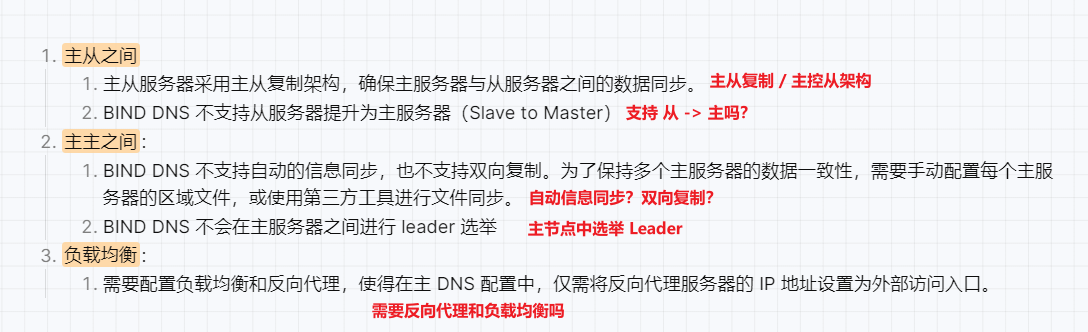 1. 主从之间
1. 主从服务器采用主从复制架构，确保主服务器与从服务器之间的数据同步。 主从复制 / 主控从架构
2. BIND DNS 不支持从服务器提升为主服务器（Slave to Master） 支持 从 -> 主吗?
2. 主主之间：
1. BIND DNS 不支持自动的信息同步，也不支持双向复制。为了保持多个主服务器的数据一致性，需要手动配置每个主服
务器的区域文件，或使用第三方工具进行文件同步。 自动信息同步? 双向复制?
2. BIND DNS 不会在主服务器之间进行 leader 选举 主节点中选举 Leader
3. 负载均衡：
1. 需要配置负载均衡和反向代理，使得在主 DNS 配置中，仅需将反向代理服务器的 IP 地址设置为外部访问入口。
需要反向代理和负载均衡吗